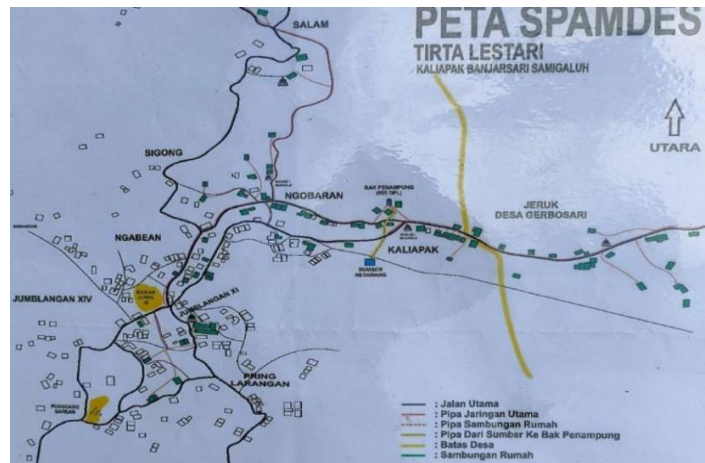 PETA SPAMDES
TIRTA LESTARI
KALIAPAK BANJARSARI SAMIGALUH
SALAM
UTARA
SIGONG
NGOBARAN
BAK PENAMPUNG
JERUK
DESA GERBOSARI
NGABEAN
KALIAPAK
SUMBER
KETAWANG
JUMBLANGAN XIV
JUMBLANGAN XI
PRING
LARANGAN
: Jalan Utama
: Pipa Jaringan Utama
: Pipa Sambungan Rumah
: Pipa Dari Sumber Ke Bak Penampung
: Batas Desa
: Sambungan Rumah